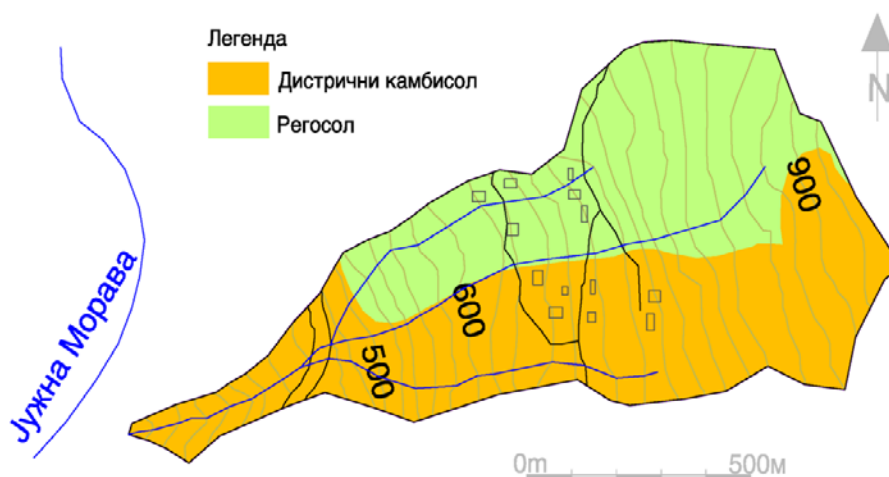 Легенда
Дистрични камбисол
Регосол
N
900
600
500
Јужна Морава
0m 500м